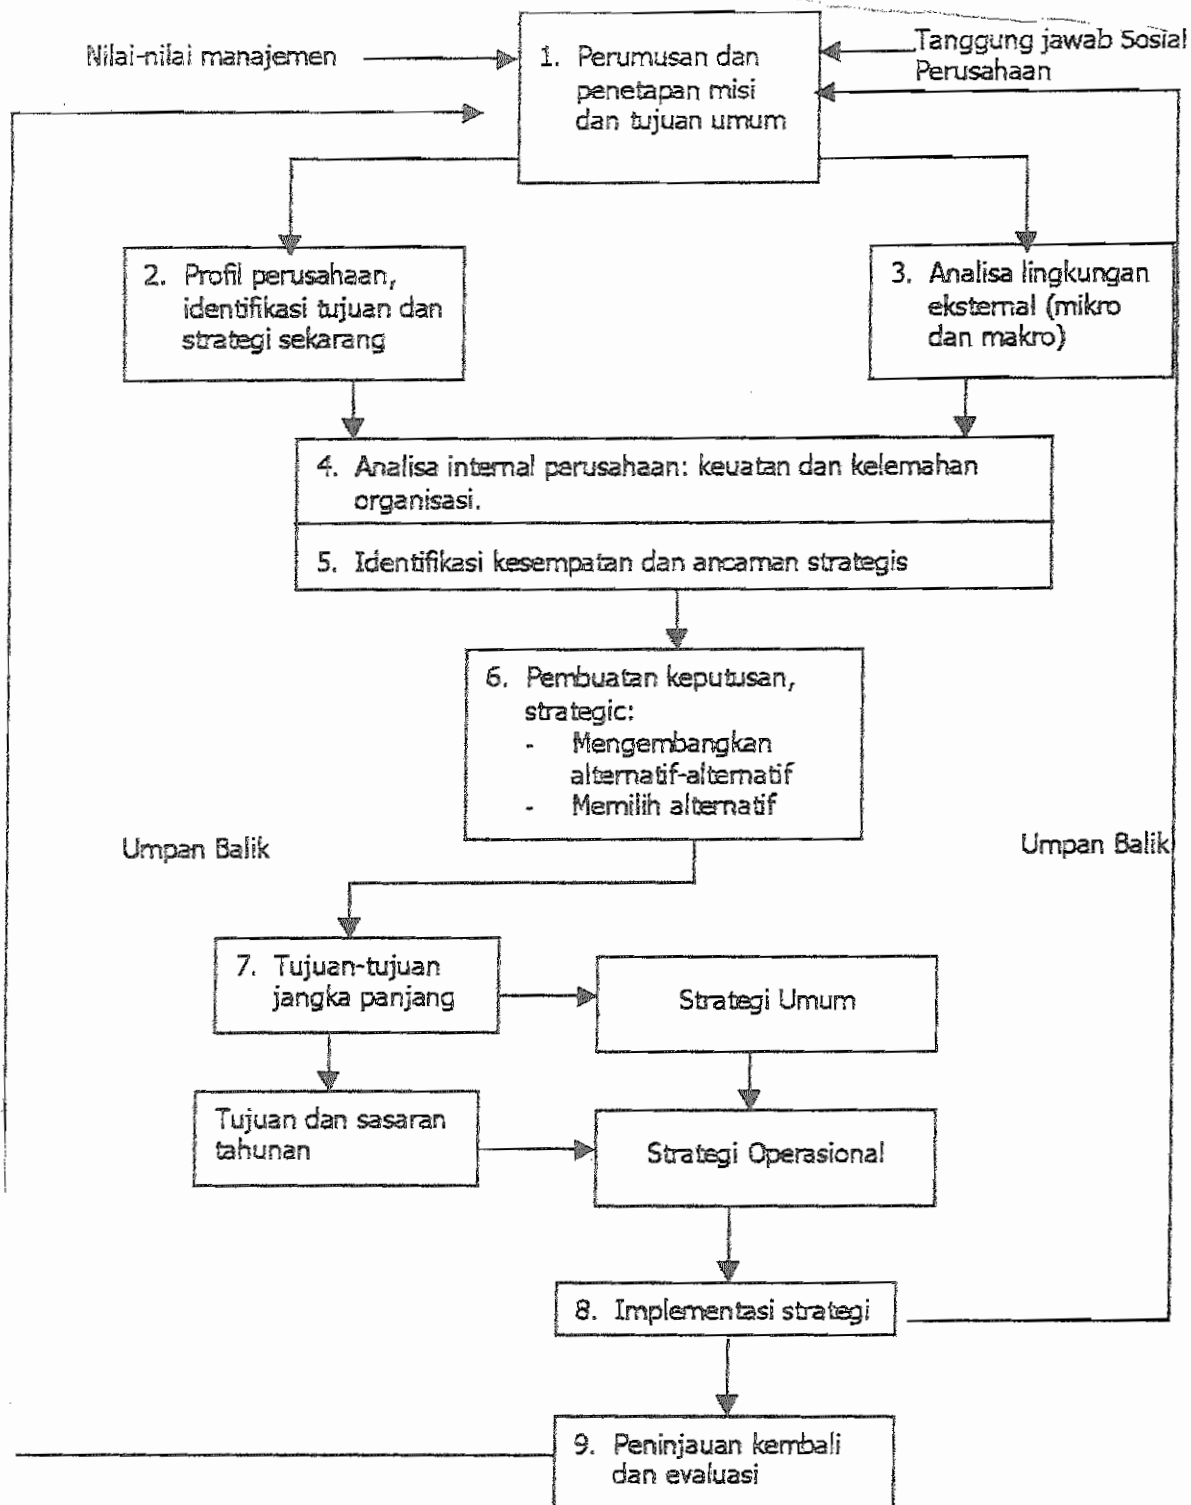 Nilai-nilai manajemen
1. Perumusan dan
penetapan misi
dan tujuan umum
Tanggung jawab Sosial
Perusahaan
2. Profil perusahaan,
identifikasi tujuan dan
strategi sekarang
3. Analisa lingkungan
eksternal (mikro
dan makro)
4. Analisa internal perusahaan: keuatan dan kelemahan
organisasi.
5. Identifikasi kesempatan dan ancaman strategis
6. Pembuatan keputusan,
strategic:
- Mengembangkan
alternatif-alternatif
- Memilih alternatif
Umpan Balik
Umpan Balik
7. Tujuan-tujuan
jangka panjang
Strategi Umum
Tujuan dan sasaran
tahunan
Strategi Operasional
8. Implementasi strategi
9. Peninjauan kembali
dan evaluasi